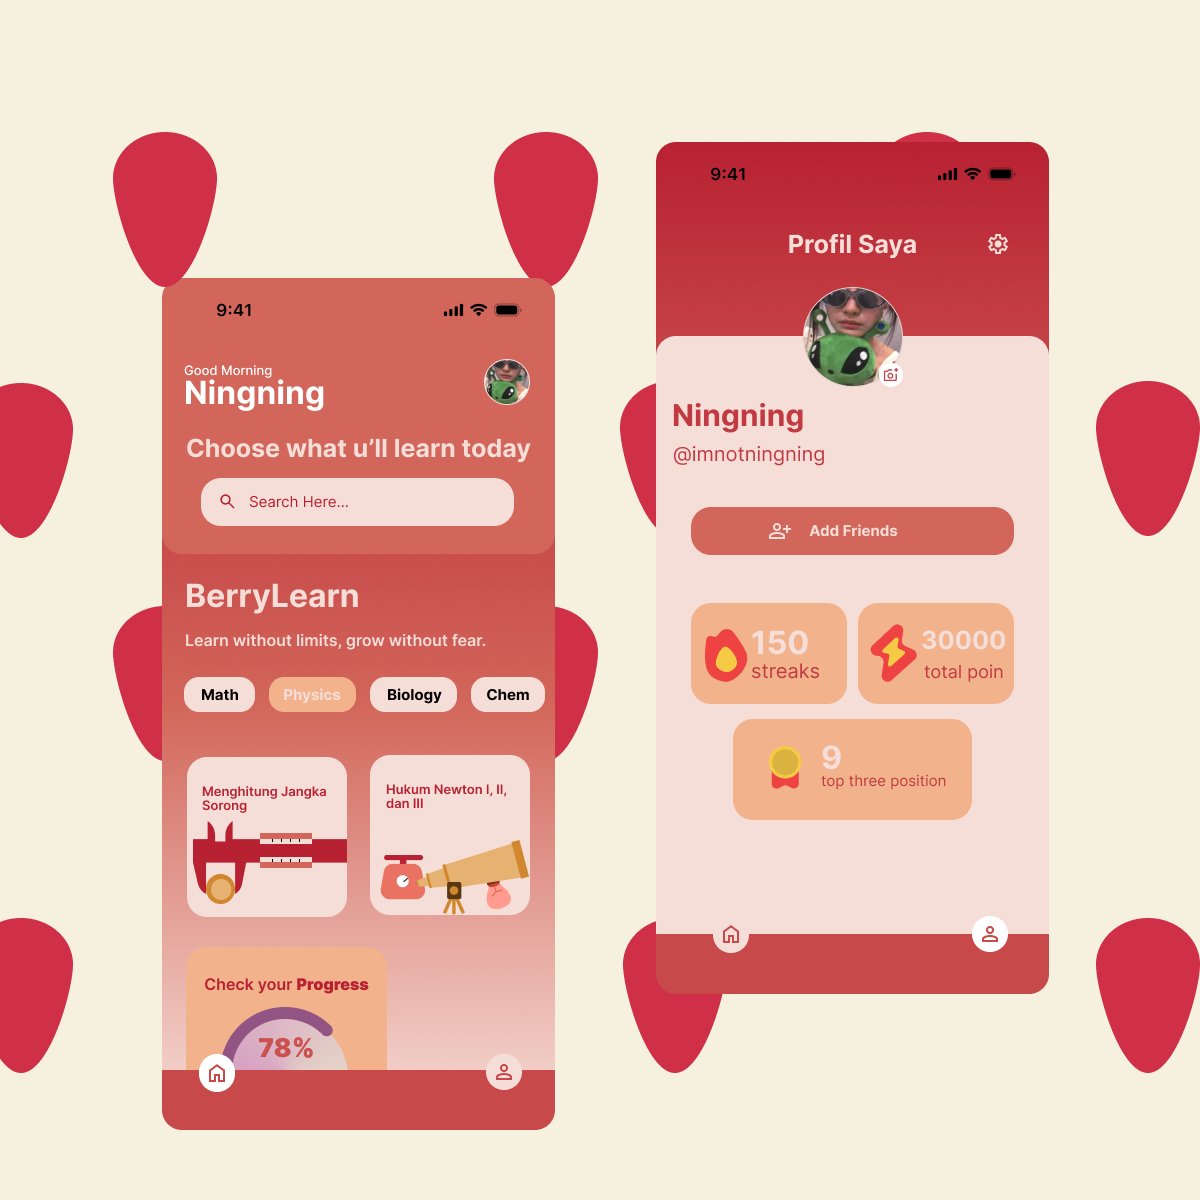 9:41
Good Morning
Ningning
Choose what u’ll learn today
Search Here...
BerryLearn
Learn without limits, grow without fear.
Math
Physics
Biology
Chem
Menghitung Jangka
Sorong
Hukum Newton I, II,
dan III
Check your Progress
78%
9:41
Profil Saya
Ningning
@imnotningning
Add Friends
150
streaks
30000
total poin
9
top three position